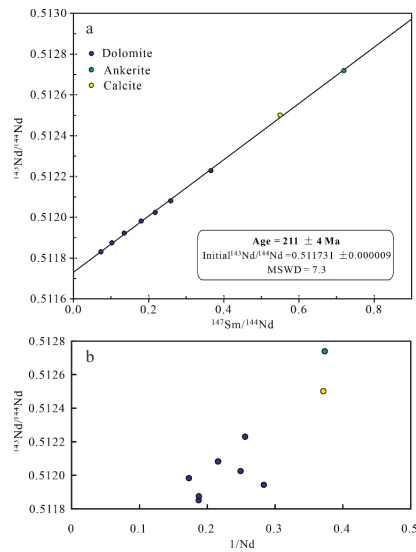 a
Dolomite
Ankerite
Calcite
0.5130
0.5128
0.5126
0.5124
0.5122
0.5120
0.5118
0.5116
¹⁴³Nd/¹⁴⁴Nd
Age = 211 ± 4 Ma
Initial¹⁴³Nd/¹⁴⁴Nd =0.511731 ±0.000009
MSWD = 7.3
0.0 0.2 0.4 0.6 0.8
¹⁴⁷Sm/¹⁴⁴Nd
b
0.5128
0.5126
0.5124
0.5122
0.5120
0.5118
¹⁴³Nd/¹⁴⁴Nd
0 0.1 0.2 0.3 0.4 0.5
1/Nd